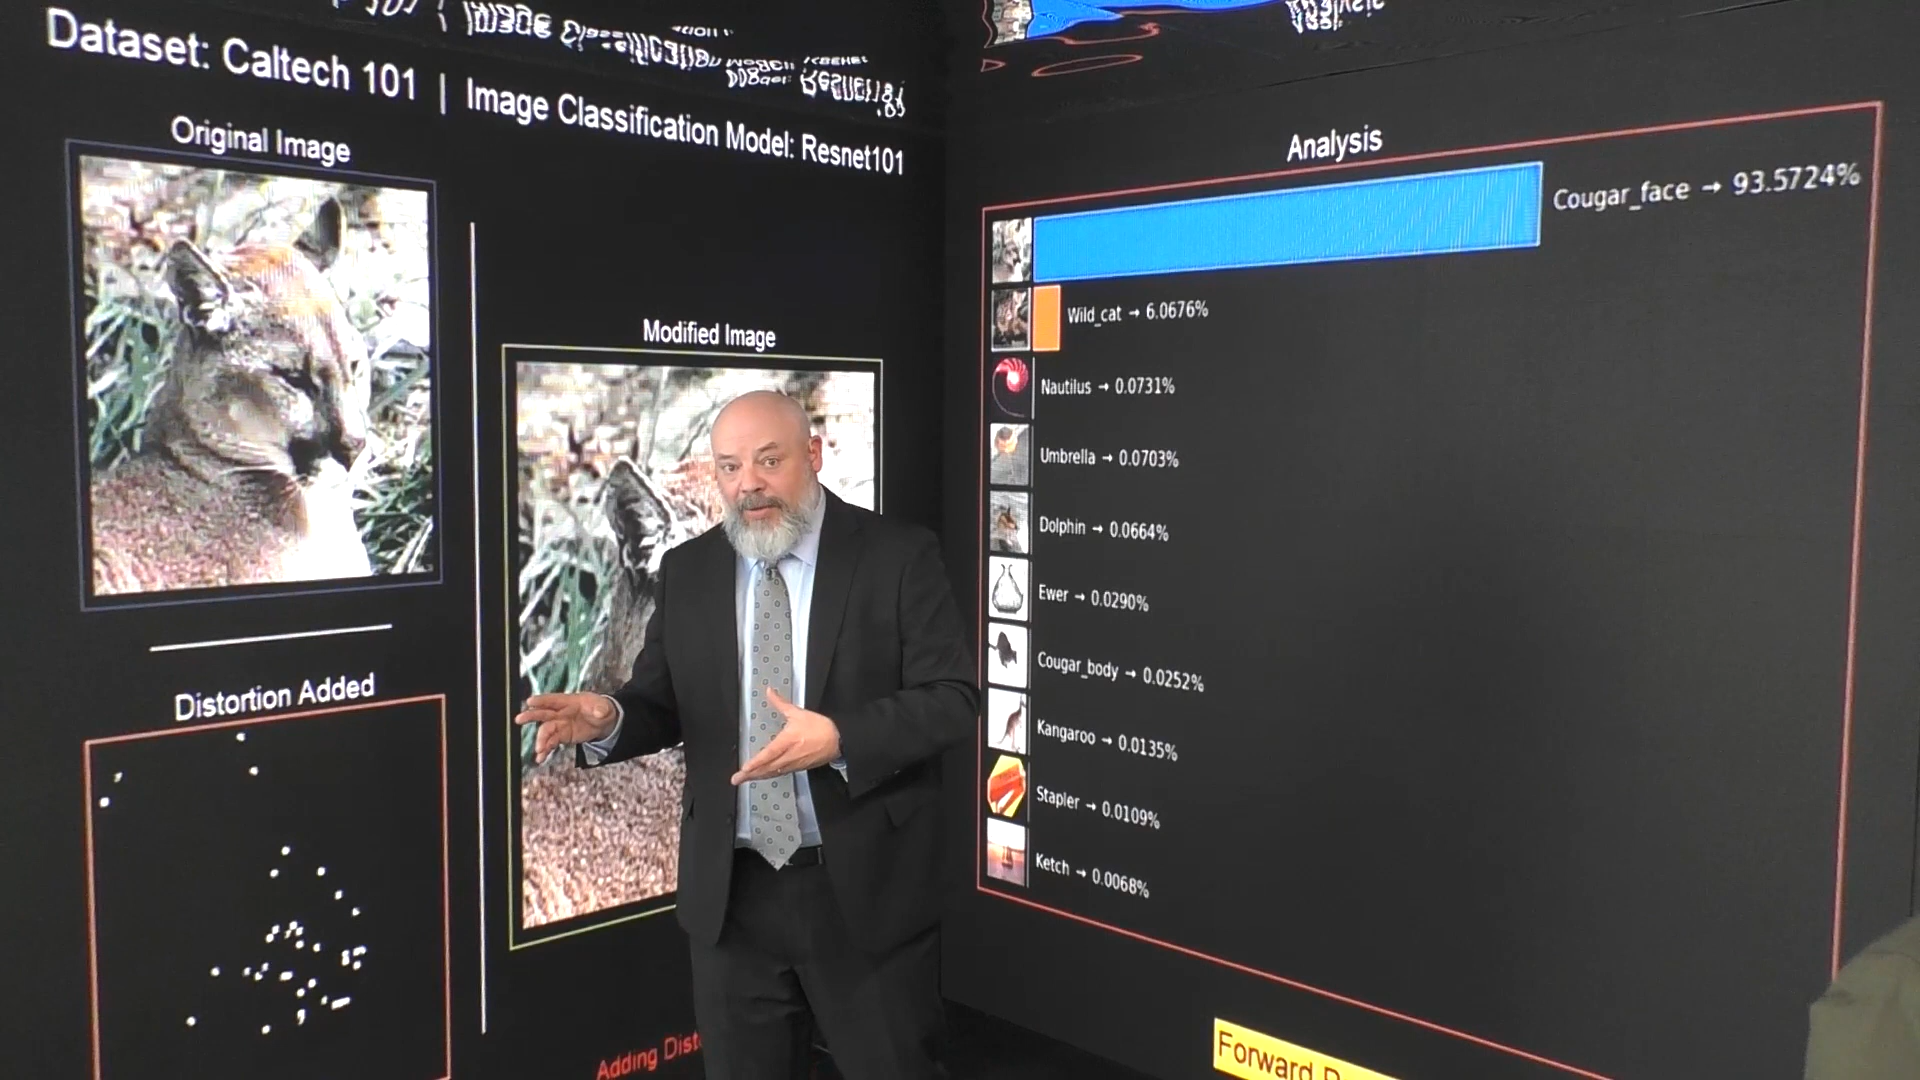 Dataset: Caltech 101 | Image Classification Model: Resnet101
Original Image
Modified Image
Distortion Added
Adding
Analysis
Cougar_face → 93.5724%
Wild_cat → 6.0676%
Nautilus → 0.0731%
Umbrella → 0.0703%
Dolphin → 0.0664%
Ewer → 0.0290%
Cougar_body → 0.0252%
Kangaroo → 0.0135%
Stapler → 0.0109%
Ketch → 0.0068%
Forward